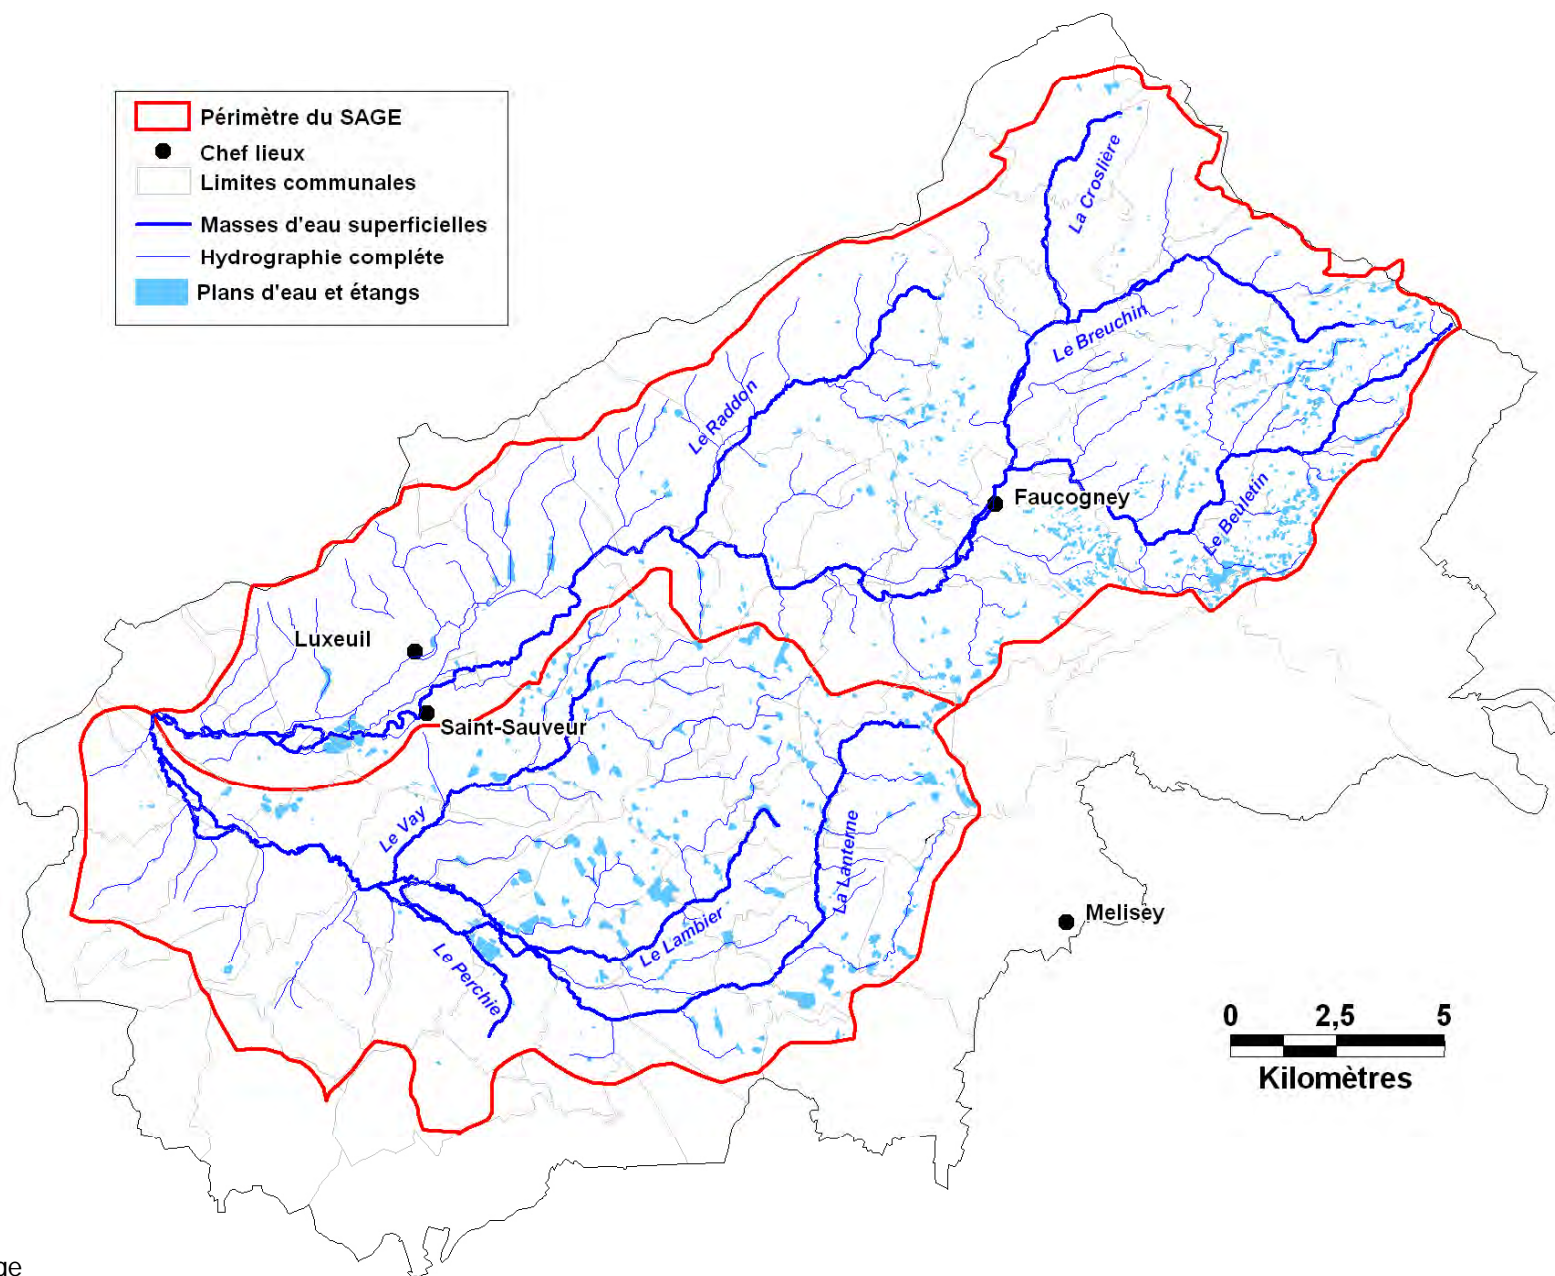 Périmètre du SAGE
Chef lieux
Limites communales
Masses d'eau superficielles
Hydrographie compléte
Plans d'eau et étangs
La Croslière
Le Breuchin
Le Raddon
Faucogney
Le Beuletin
Luxeuil
Saint-Sauveur
Le Vay
La Lanterne
Le Lambier
Le Perchie
Melisey
0 2,5 5
Kilomètres
ge